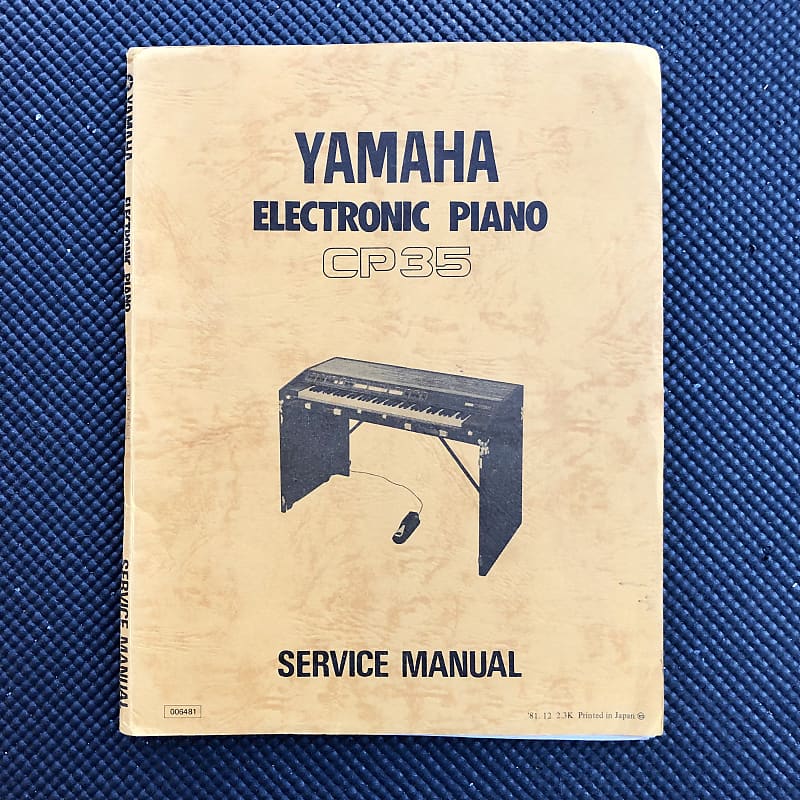 YAMAHA
ELECTRONIC PIANO
CP35
SERVICE MANUAL
006481
'81. 12 2.3K Printed in Japan
YAMAHA ELECTRONIC PIANO SERVICE MANUAL